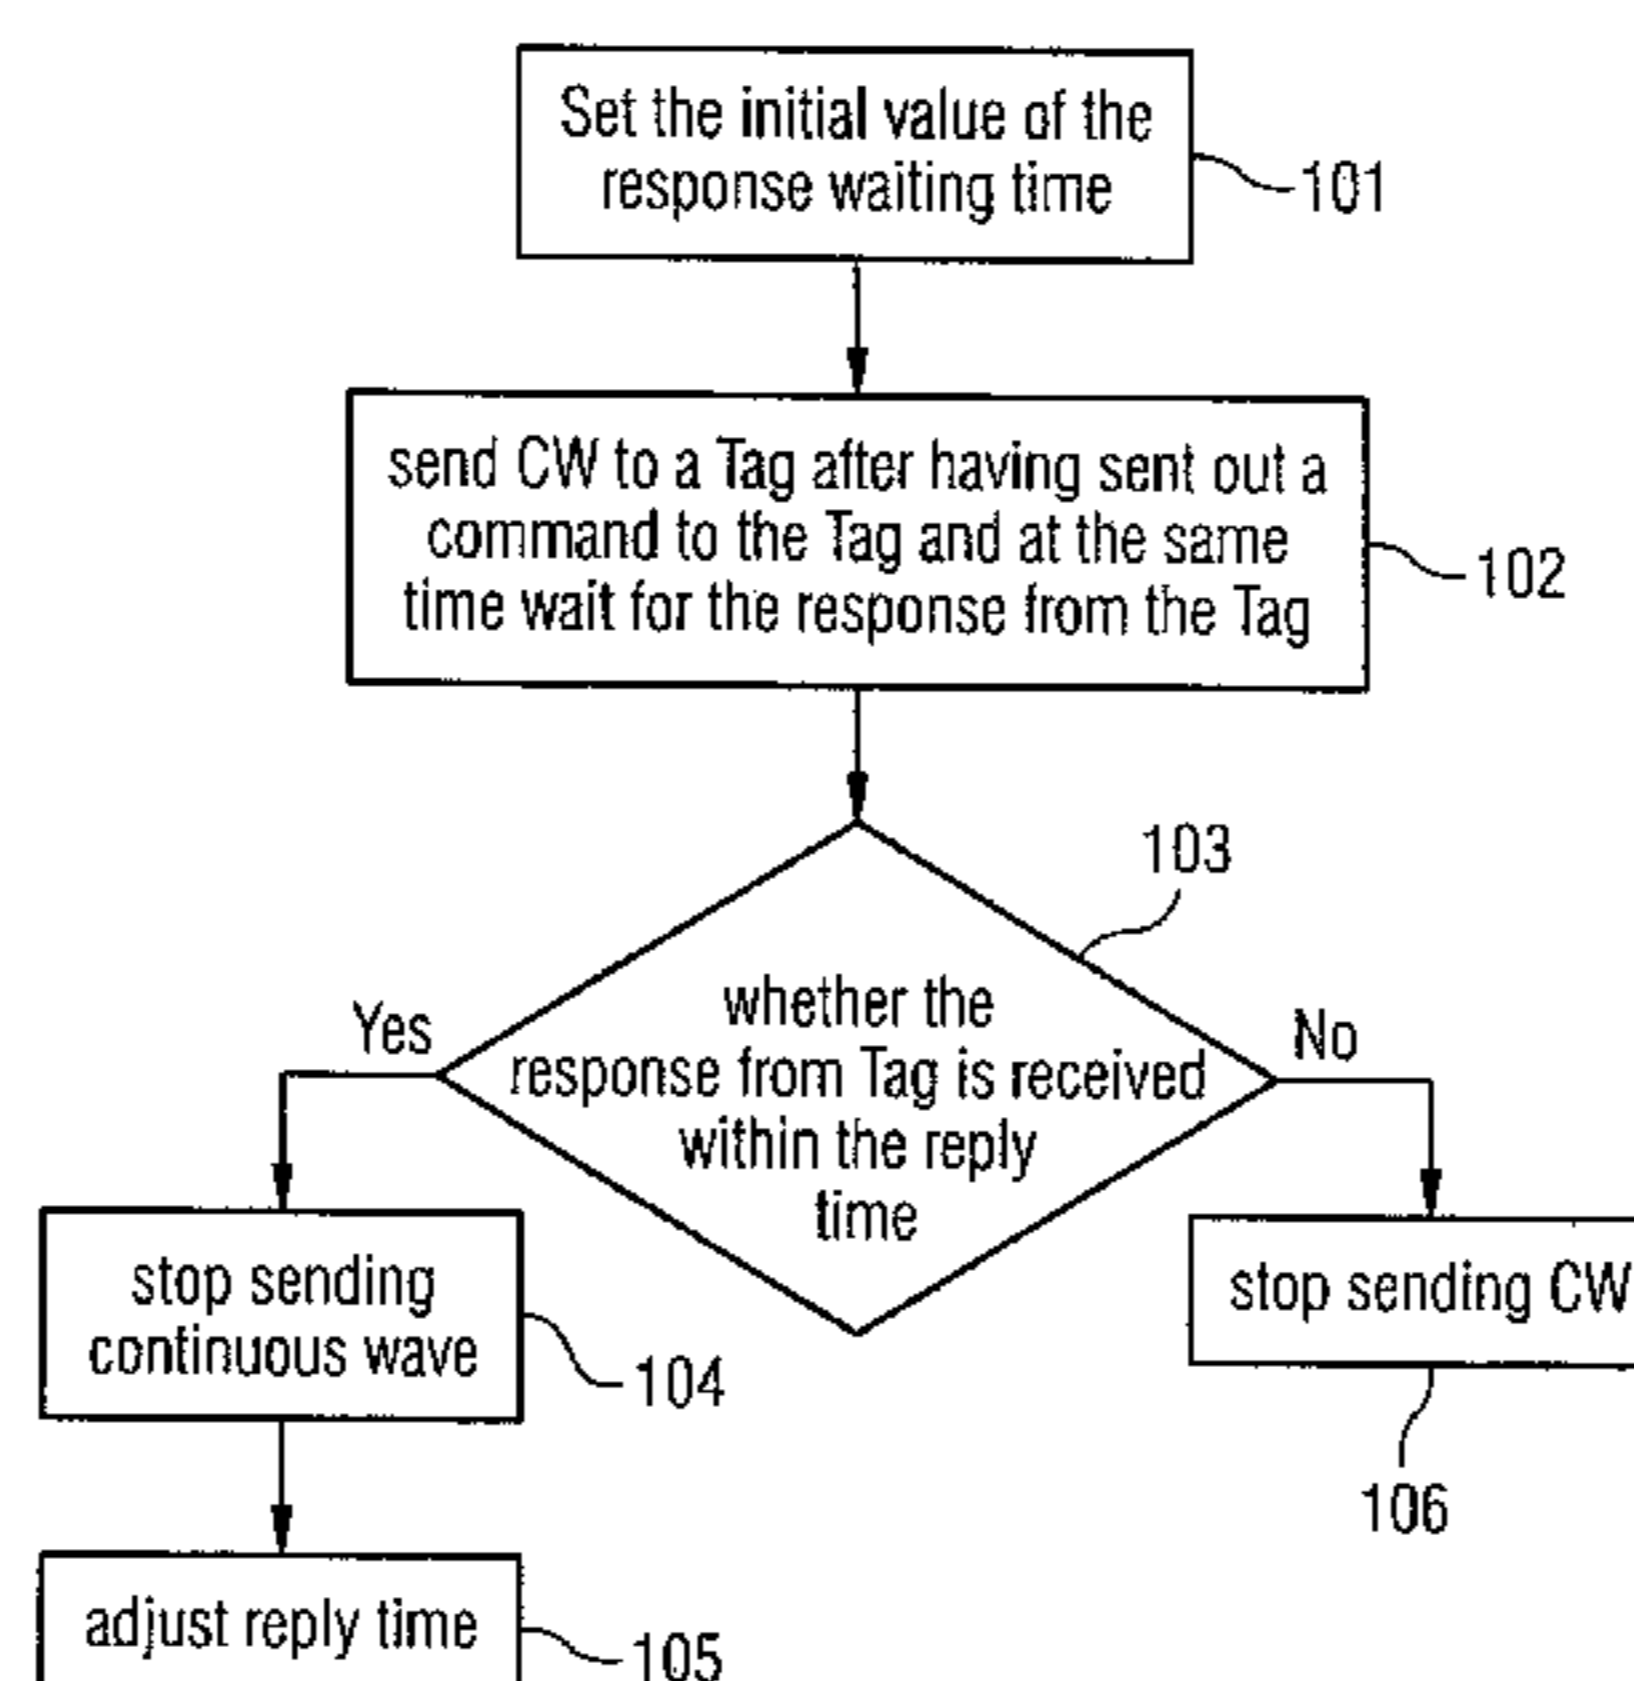 Set the initial value of the
response waiting time
101
send CW to a Tag after having sent out a
command to the Tag and at the same
time wait for the response from the Tag
102
103
whether the
response from Tag is received
within the reply
time
Yes
No
stop sending
continuous wave
104
stop sending CW
106
adjust reply time
105